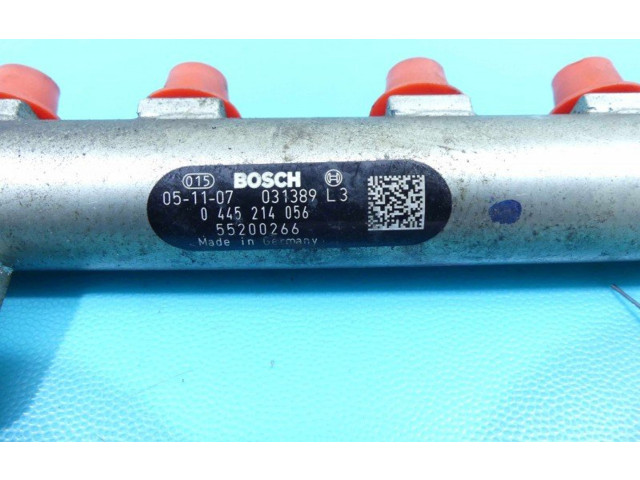 015 BOSCH
05-11-07 031389 L3
0 445 214 056
55200266
Made in Germany